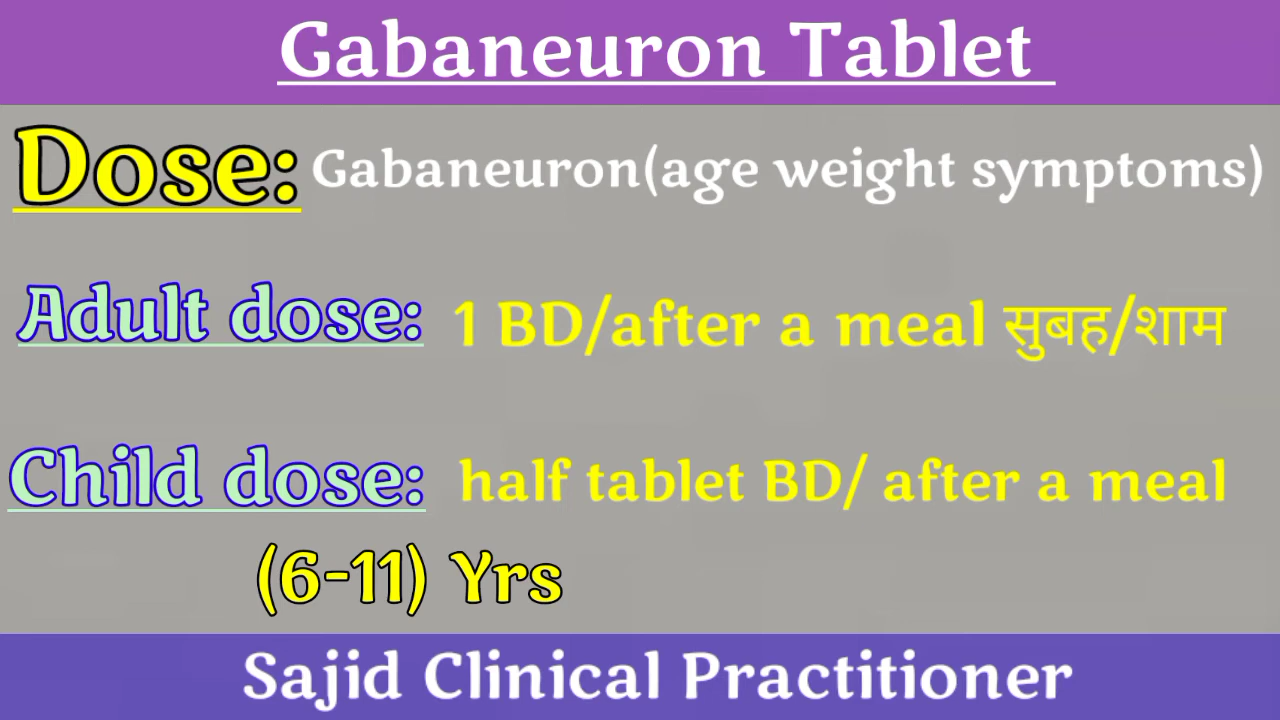 Gabaneuron Tablet
Dose: Gabaneuron(age weight symptoms)
Adult dose: 1 BD/after a meal सुबह/शाम
Child dose: half tablet BD/ after a meal
(6-11) Yrs
Sajid Clinical Practitioner